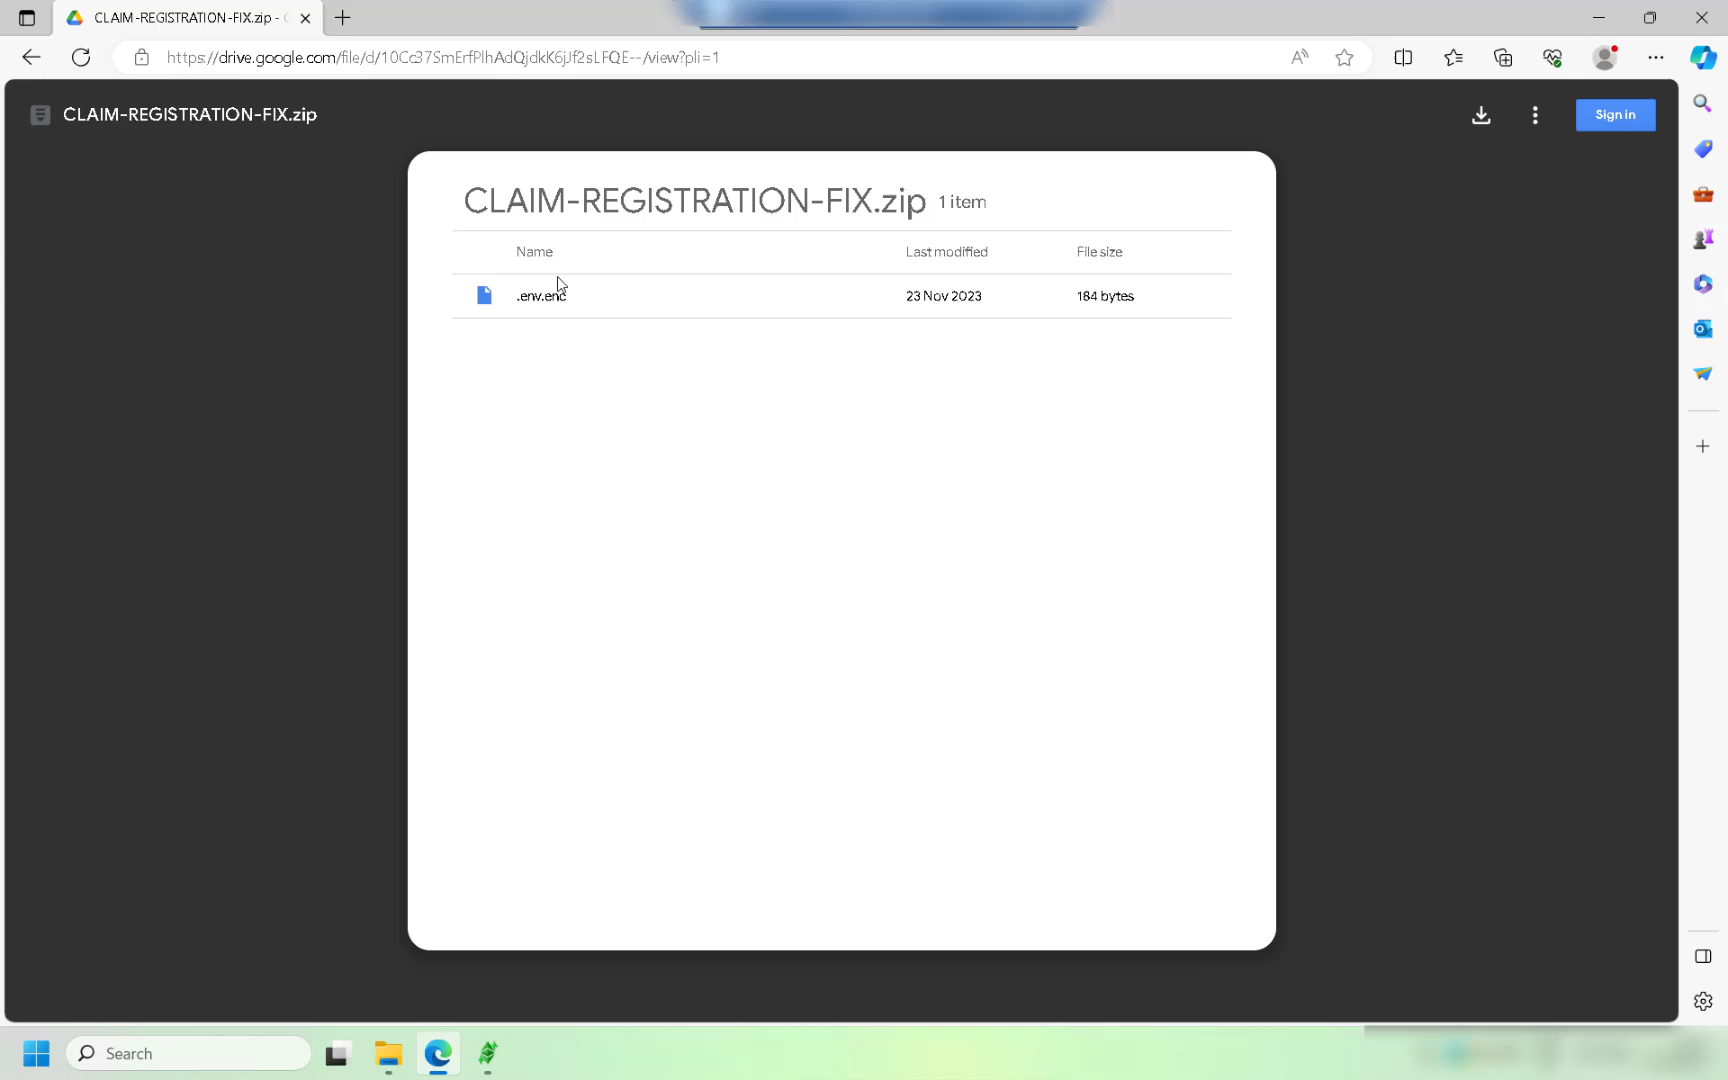 CLAIM-REGISTRATION-FIX.zip - G
https://drive.google.com/file/d/10Cc37SmErfPlhAdQjdkK6jJf2sLFQE--/view?pli=1
CLAIM-REGISTRATION-FIX.zip
Sign in
CLAIM-REGISTRATION-FIX.zip 1 item
Name Last modified File size
.env.enc 23 Nov 2023 184 bytes
Search